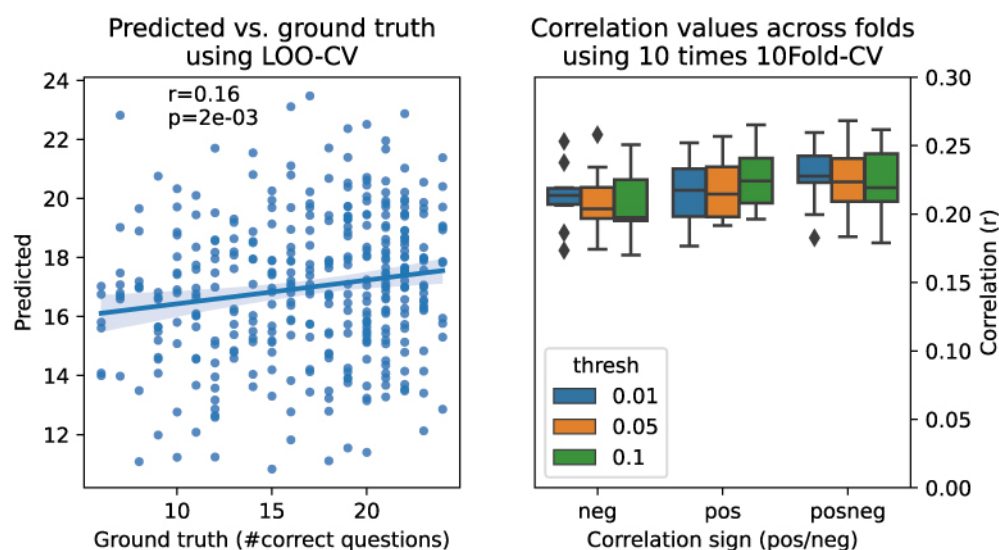 Predicted vs. ground truth
using LOO-CV
r=0.16
p=2e-03
24
22
20
18
16
14
12
Predicted
10
15
20
Ground truth (#correct questions)
Correlation values across folds
using 10 times 10Fold-CV
0.30
0.25
0.20
0.15
0.10
0.05
0.00
Correlation (r)
thresh
0.01
0.05
0.1
neg
pos
posneg
Correlation sign (pos/neg)